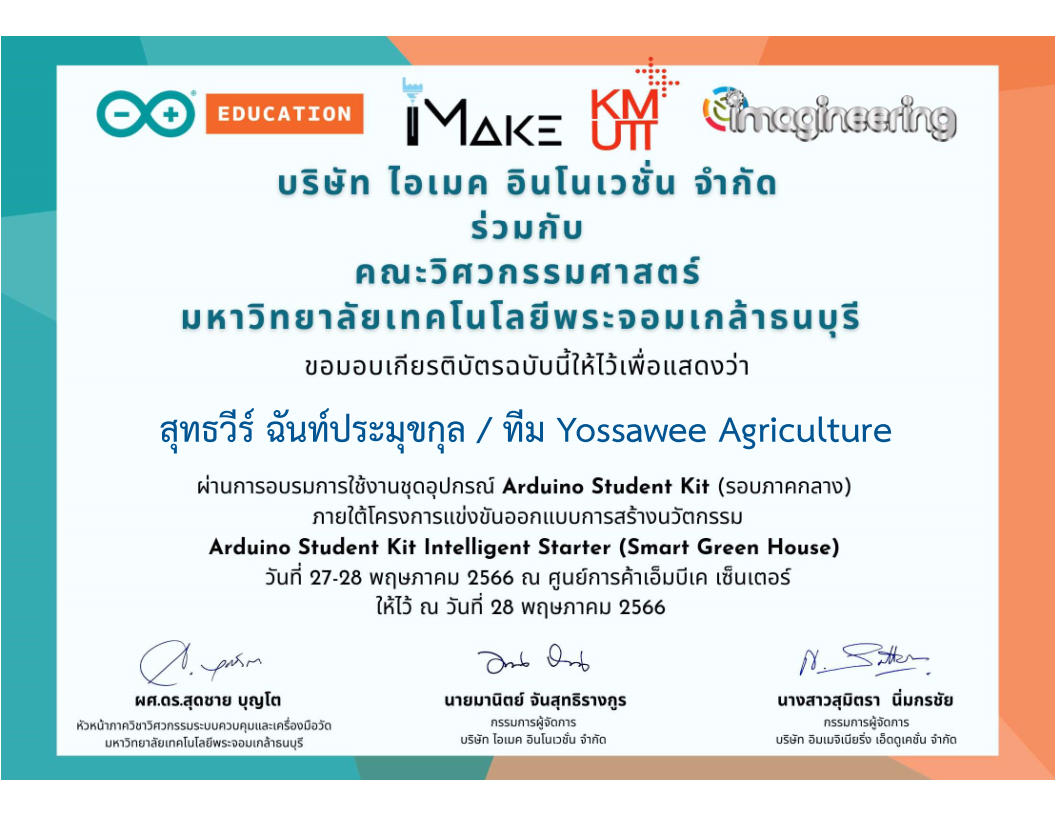 EDUCATION
iMAKE
KMUTT
imagineering
บริษัท ไอเมค อินโนเวชั่น จำกัด
ร่วมกับ
คณะวิศวกรรมศาสตร์
มหาวิทยาลัยเทคโนโลยีพระจอมเกล้าธนบุรี
ขอมอบเกียรติบัตรฉบับนี้ให้ไว้เพื่อแสดงว่า
สุทธวีร์ ฉันท์ประมุขกุล / ทีม Yossawee Agriculture
ผ่านการอบรมการใช้งานชุดอุปกรณ์ Arduino Student Kit (รอบภาคกลาง)
ภายใต้โครงการแข่งขันออกแบบการสร้างนวัตกรรม
Arduino Student Kit Intelligent Starter (Smart Green House)
วันที่ 27-28 พฤษภาคม 2566 ณ ศูนย์การค้าเอ็มบีเค เซ็นเตอร์
ให้ไว้ ณ วันที่ 28 พฤษภาคม 2566
ผศ.ดร.สุดชาย บุญโต
หัวหน้าภาควิชาวิศวกรรมระบบควบคุมและเครื่องมือวัด
มหาวิทยาลัยเทคโนโลยีพระจอมเกล้าธนบุรี
นายมานิตย์ จันสุทธิรางกูร
กรรมการผู้จัดการ
บริษัท ไอเมค อินโนเวชั่น จำกัด
นางสาวสุมิตรา นิ่มกรชัย
กรรมการผู้จัดการ
บริษัท อิมเมจิเนียริ่ง เอ็ดดูเคชั่น จำกัด